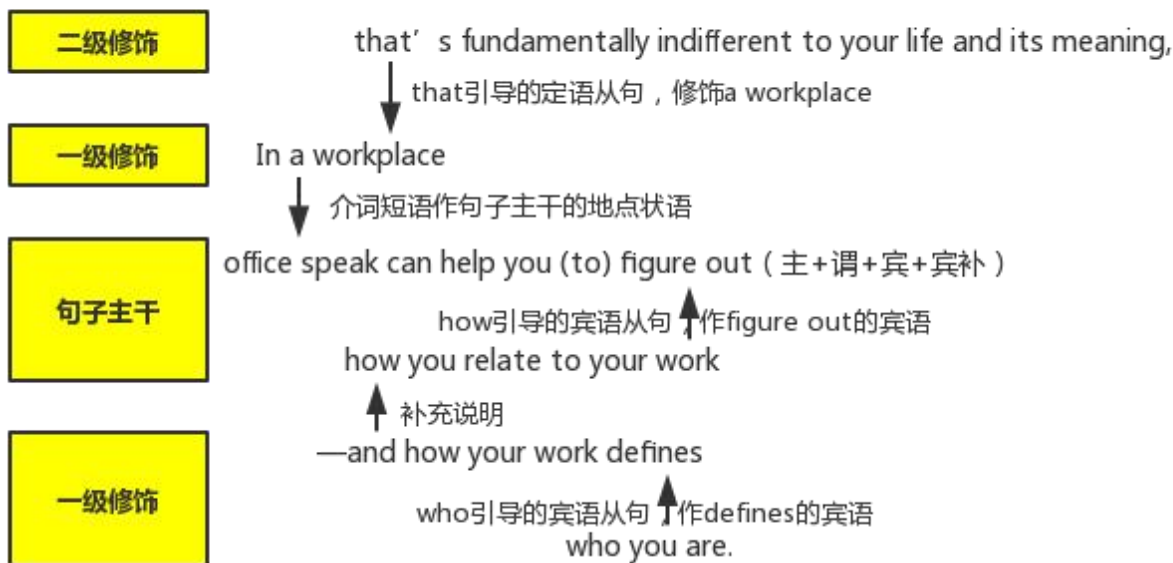 二级修饰
that’s fundamentally indifferent to your life and its meaning,
that引导的定语从句，修饰a workplace
一级修饰
In a workplace
介词短语作句子主干的地点状语
句子主干
office speak can help you (to) figure out（主+谓+宾+宾补）
how引导的宾语从句，作figure out的宾语
how you relate to your work
补充说明
—and how your work defines
一级修饰
who引导的宾语从句，作defines的宾语
who you are.